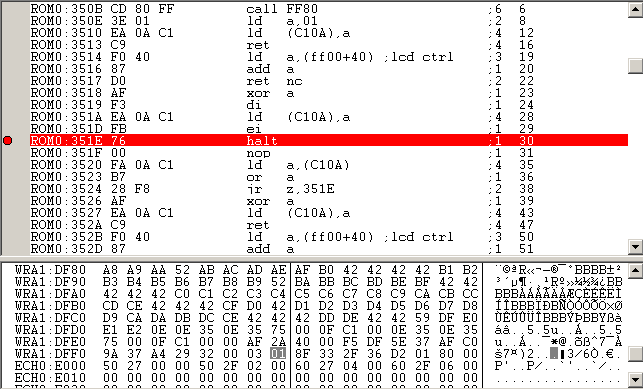 ROM0:350B CD 80 FF call FF80 ;6 6
ROM0:350E 3E 01 ld a,01 ;2 8
ROM0:3510 EA 0A C1 ld (C10A),a ;4 12
ROM0:3513 C9 ret ;4 16
ROM0:3514 F0 40 ld a,(ff00+40) ;lcd ctrl ;3 19
ROM0:3516 87 add a ;1 20
ROM0:3517 D0 ret nc ;2 22
ROM0:3518 AF xor a ;1 23
ROM0:3519 F3 di ;1 24
ROM0:351A EA 0A C1 ld (C10A),a ;4 28
ROM0:351D FB ei ;1 29
ROM0:351E 76 halt ;1 30
ROM0:351F 00 nop ;1 31
ROM0:3520 FA 0A C1 ld a,(C10A) ;4 35
ROM0:3523 B7 or a ;1 36
ROM0:3524 28 F8 jr z,351E ;2 38
ROM0:3526 AF xor a ;1 39
ROM0:3527 EA 0A C1 ld (C10A),a ;4 43
ROM0:352A C9 ret ;4 47
ROM0:352B F0 40 ld a,(ff00+40) ;lcd ctrl ;3 50
ROM0:352D 87 add a ;1 51
WRA1:DF80 A8 A9 AA 52 AB AC AD AE AF B0 42 42 42 42 B1 B2
WRA1:DF90 B3 B4 B5 B6 B7 B8 B9 52 BA BB BC BD BE BF 42 42
WRA1:DFA0 42 42 42 C0 C1 C2 C3 C4 C5 C6 C7 C8 C9 CA CB CC
WRA1:DFB0 CD CE 42 42 42 CF D0 42 D1 D2 D3 D4 D5 D6 D7 D8
WRA1:DFC0 D9 CA DA DB DC CE 42 42 42 DD DE 42 42 59 DF E0
WRA1:DFD0 E1 E2 0E 0E 35 0E 35 75 00 0F C1 00 0E 35 0E 35
WRA1:DFE0 75 00 0F C1 00 00 AF 2A 40 00 F5 DF 5E 37 AF C0
WRA1:DFF0 9A 37 A4 29 32 00 03 01 8F 33 2F 36 D2 01 80 00
ECH0:E000 50 27 00 00 50 2F 02 00 60 27 04 00 60 2F 06 00